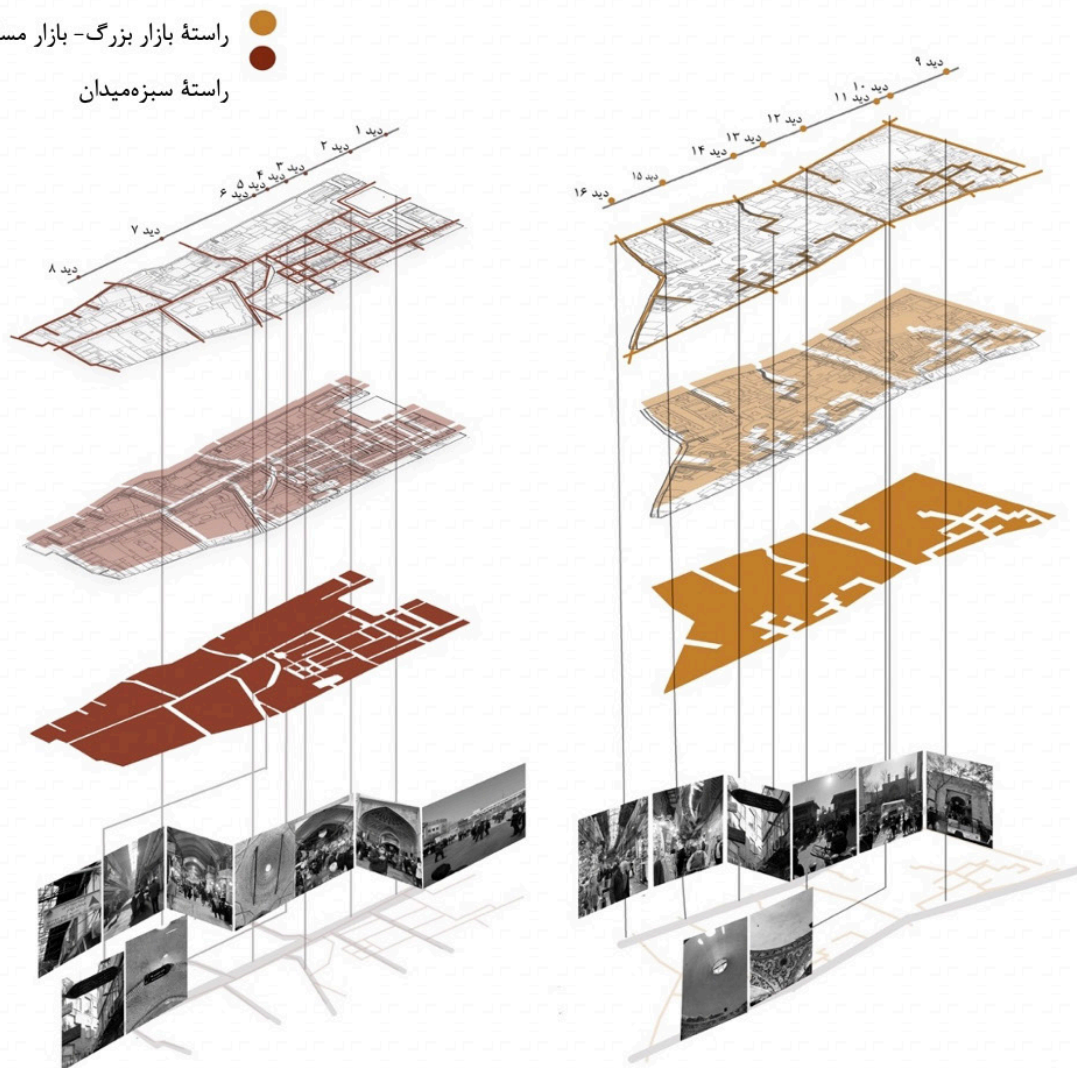 راستهٔ بازار بزرگ- بازار
راستهٔ سبزه‌میدان
دید ۱
دید ۲
دید ۳
دید ۴
دید ۵
دید ۶
دید ۷
دید ۸
دید ۹
دید ۱۰
دید ۱۱
دید ۱۲
دید ۱۳
دید ۱۴
دید ۱۵
دید ۱۶